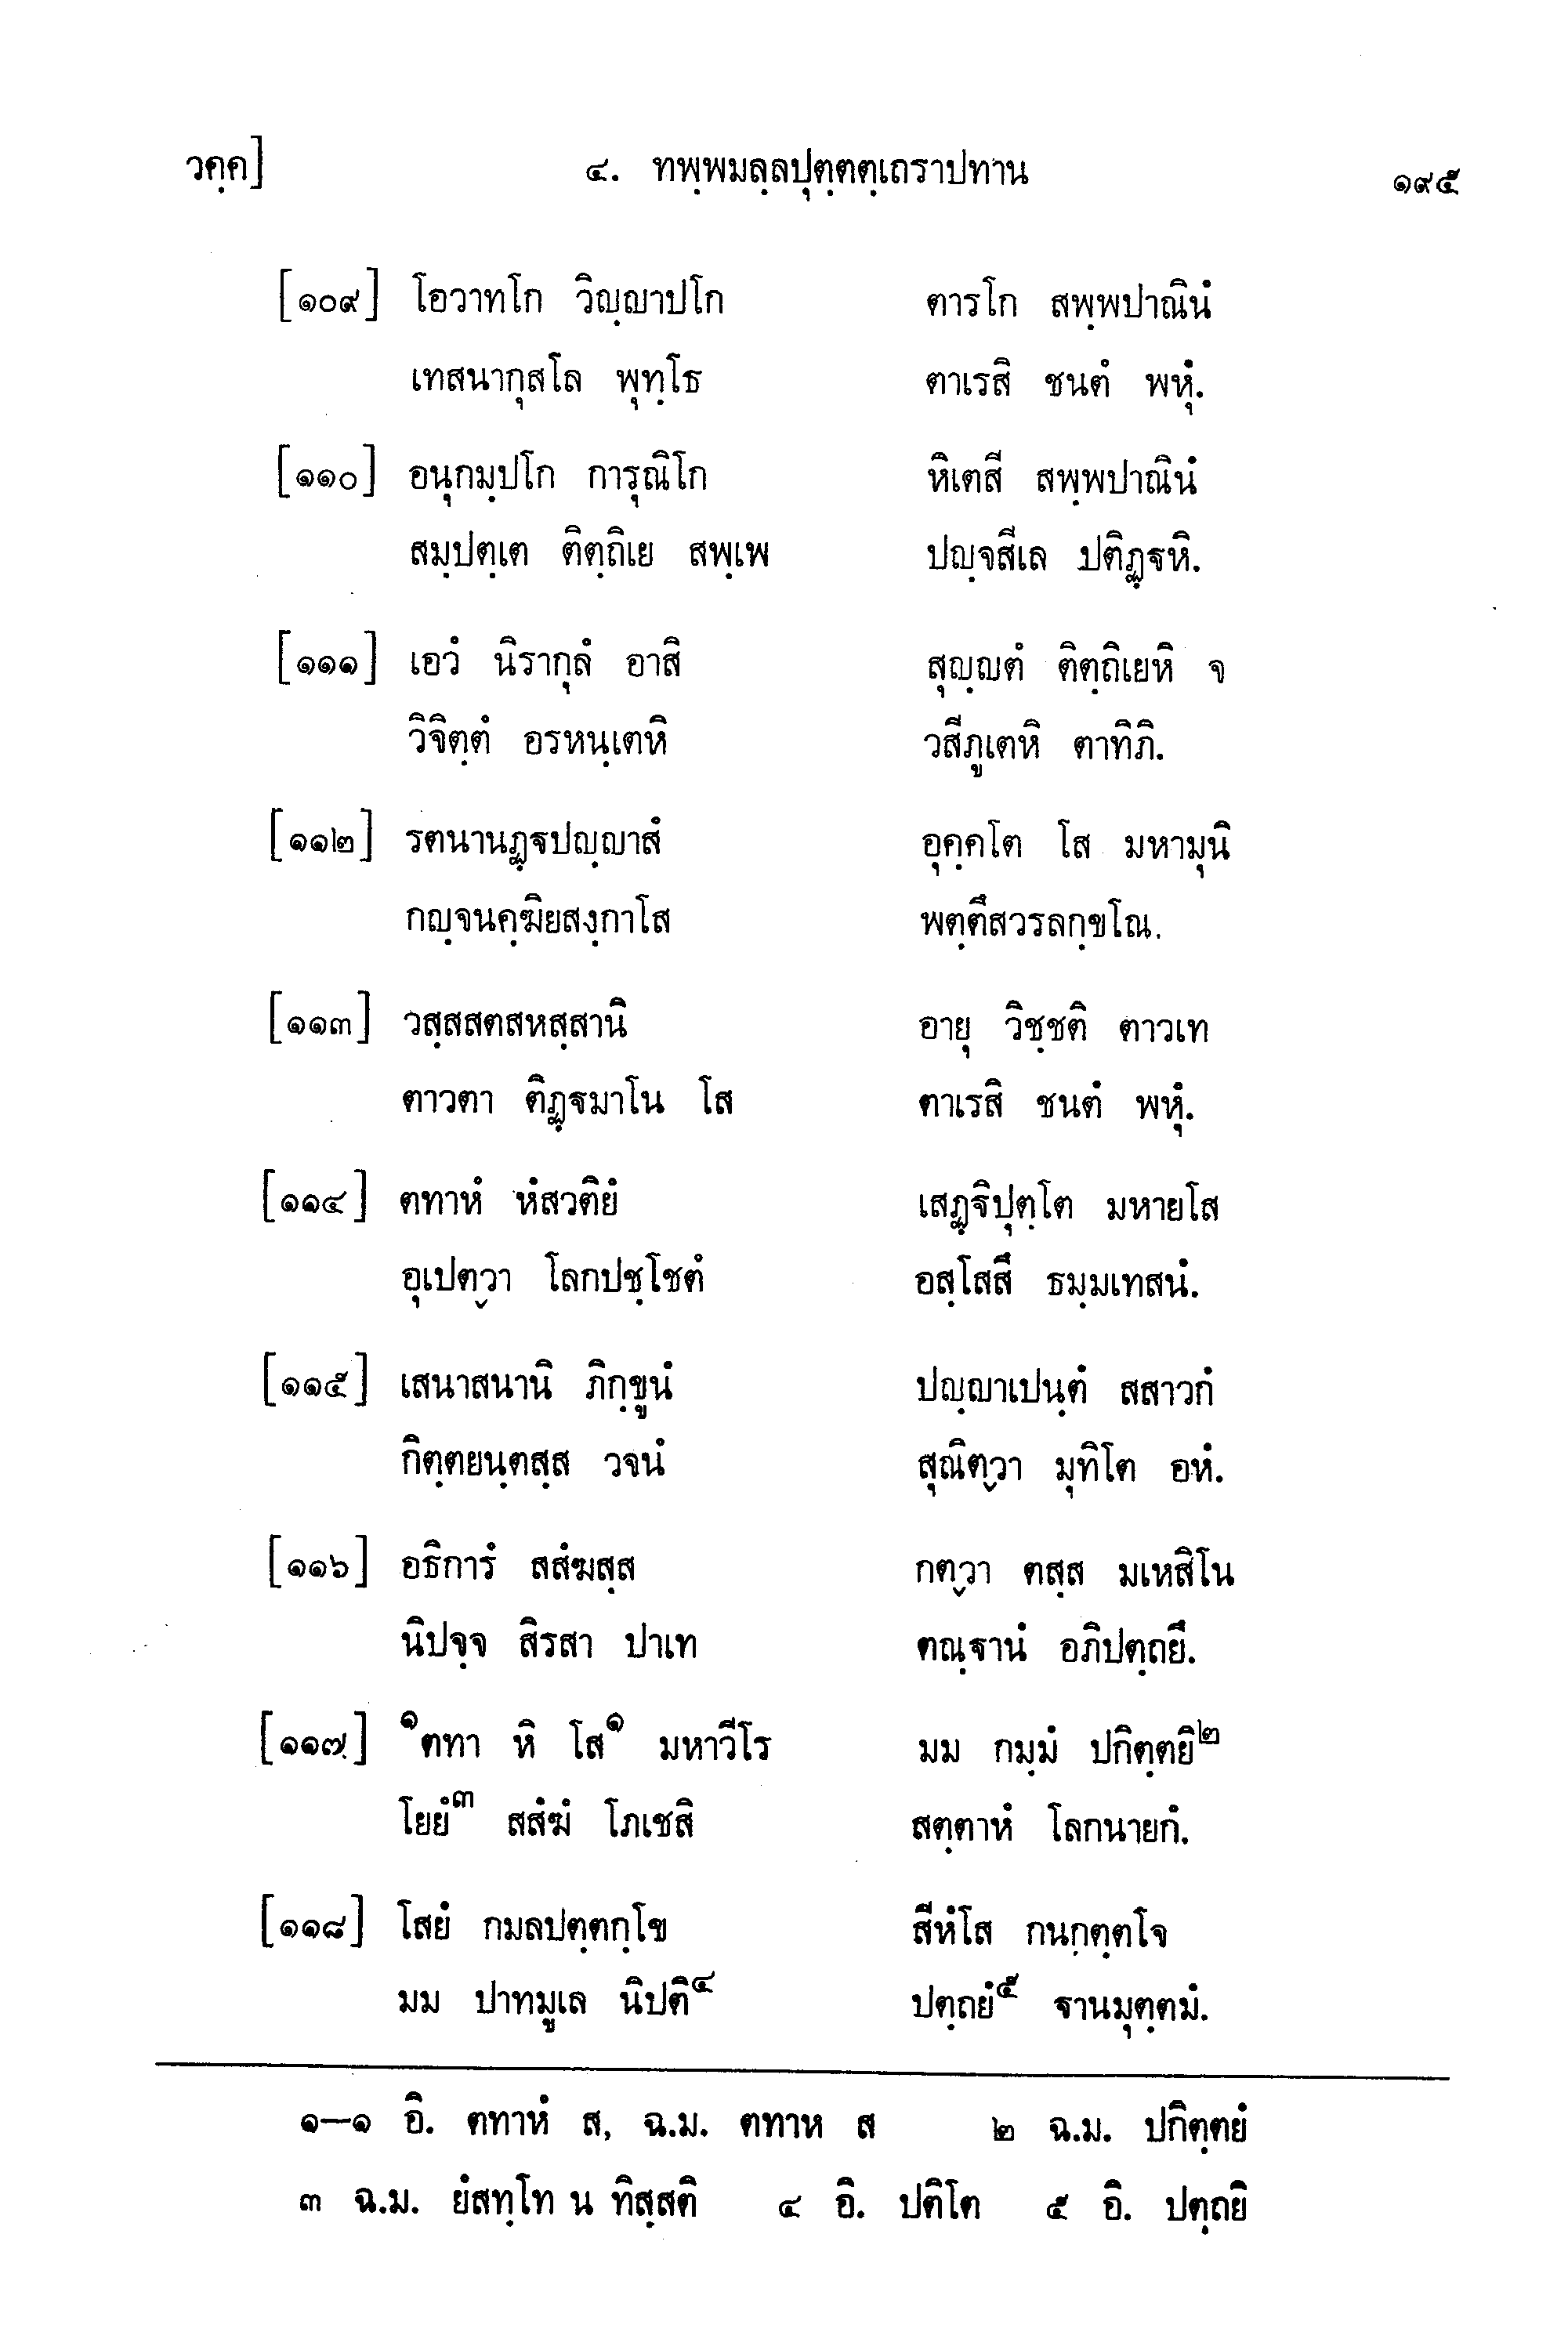 วคฺค] ๔. ทพฺพมลฺลปุตฺตตฺเถราปทาน ๑๙๕
[๑๐๙] โอวาทโก วิญฺญาปโก ตารโก สพฺพปาณินํ
เทสนากุสโล พุทฺโธ ตาเรสิ ชนตํ พหุํ.
[๑๑๐] อนุกมฺปโก การุณิโก หิเตสี สพฺพปาณินํ
สมฺปตฺเต ติตฺถิเย สพฺเพ ปญฺจสีเล ปติฏฺฐหิ.
[๑๑๑] เอวํ นิรากุลํ อาสิ สุญฺญตํ ติตฺถิเยหิ จ
วิจิตฺตํ อรหนฺเตหิ วสีภูเตหิ ตาทิภิ.
[๑๑๒] รตนานฏฺฐปญฺญาสํ อุคฺคโต โส มหามุนิ
กญฺจนคฺฆิยสงฺกาโส พตฺตึสวรลกฺขโณ.
[๑๑๓] วสฺสสตสหสฺสานิ อายุ วิชฺชติ ตาวเท
ตาวตา ติฏฺฐมาโน โส ตาเรสิ ชนตํ พหุํ.
[๑๑๔] ตทาหํ หํสวติยํ เสฏฺฐิปุตฺโต มหายโส
อุเปตฺวา โลกปชฺโชตํ อสฺโสสึ ธมฺมเทสนํ.
[๑๑๕] เสนาสนานิ ภิกฺขูนํ ปญฺญาเปนฺตํ สสาวกํ
กิตฺตยนฺตสฺส วจนํ สุณิตฺวา มุทิโต อหํ.
[๑๑๖] อธิการํ สสํฆสฺส กตฺวา ตสฺส มเหสิโน
นิปจฺจ สิรสา ปาเท ตณฺฐานํ อภิปตฺถยึ.
[๑๑๗] ๑ตทา หิ โส๑ มหาวีโร มม กมฺมํ ปกิตฺตยิ๒
โยยํ๓ สสํฆํ โภเชสิ สตฺตาหํ โลกนายกํ.
[๑๑๘] โสยํ กมลปตฺตกฺโข สีหํโส กนกฺตฺตโจ
มม ปาทมูเล นิปติ๔ ปตฺถยํ๕ ฐานมุตฺตมํ.
๑—๑ อิ. ตทาหํ ส, ฉ.ม. ตทาห ส ๒ ฉ.ม. ปกิตฺตยํ
๓ ฉ.ม. ยํสทฺโท น ทิสฺสติ ๔ อิ. ปติโต ๕ อิ. ปตฺถยิ